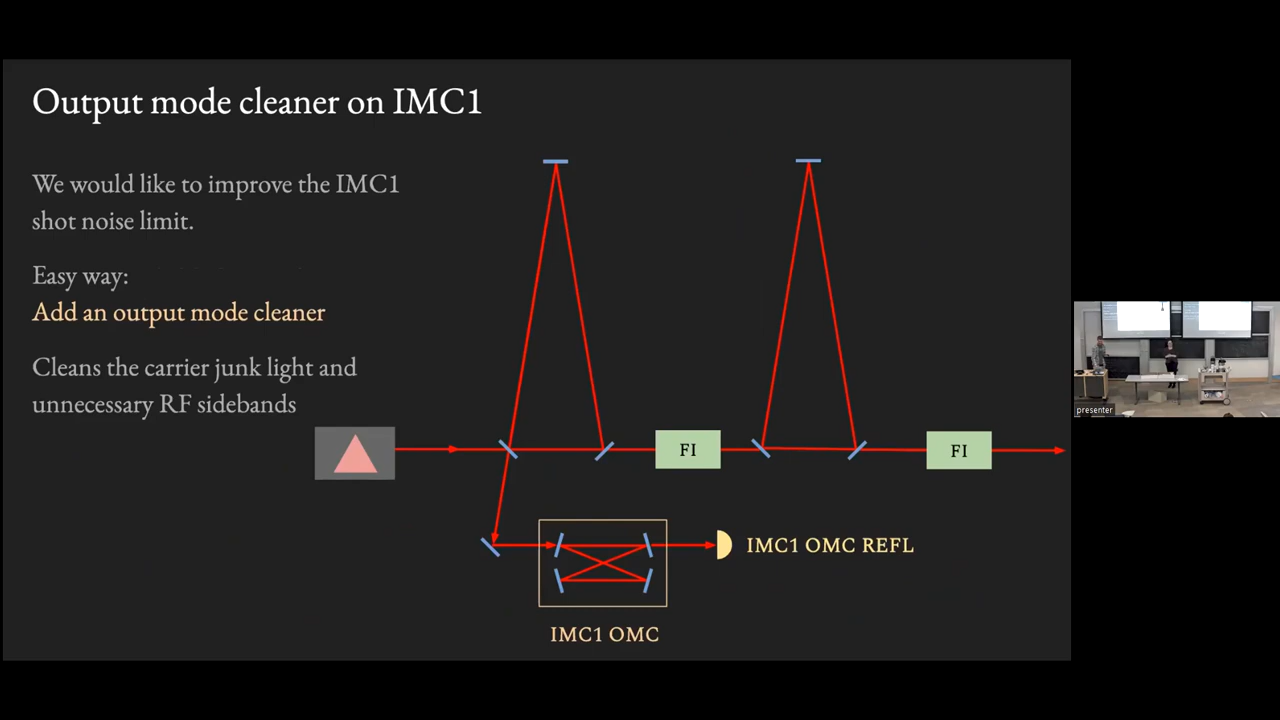 Output mode cleaner on IMC1
We would like to improve the IMC1
shot noise limit.
Easy way:
Add an output mode cleaner
Cleans the carrier junk light and
unnecessary RF sidebands
FI
FI
IMC1 OMC REFL
IMC1 OMC
presenter